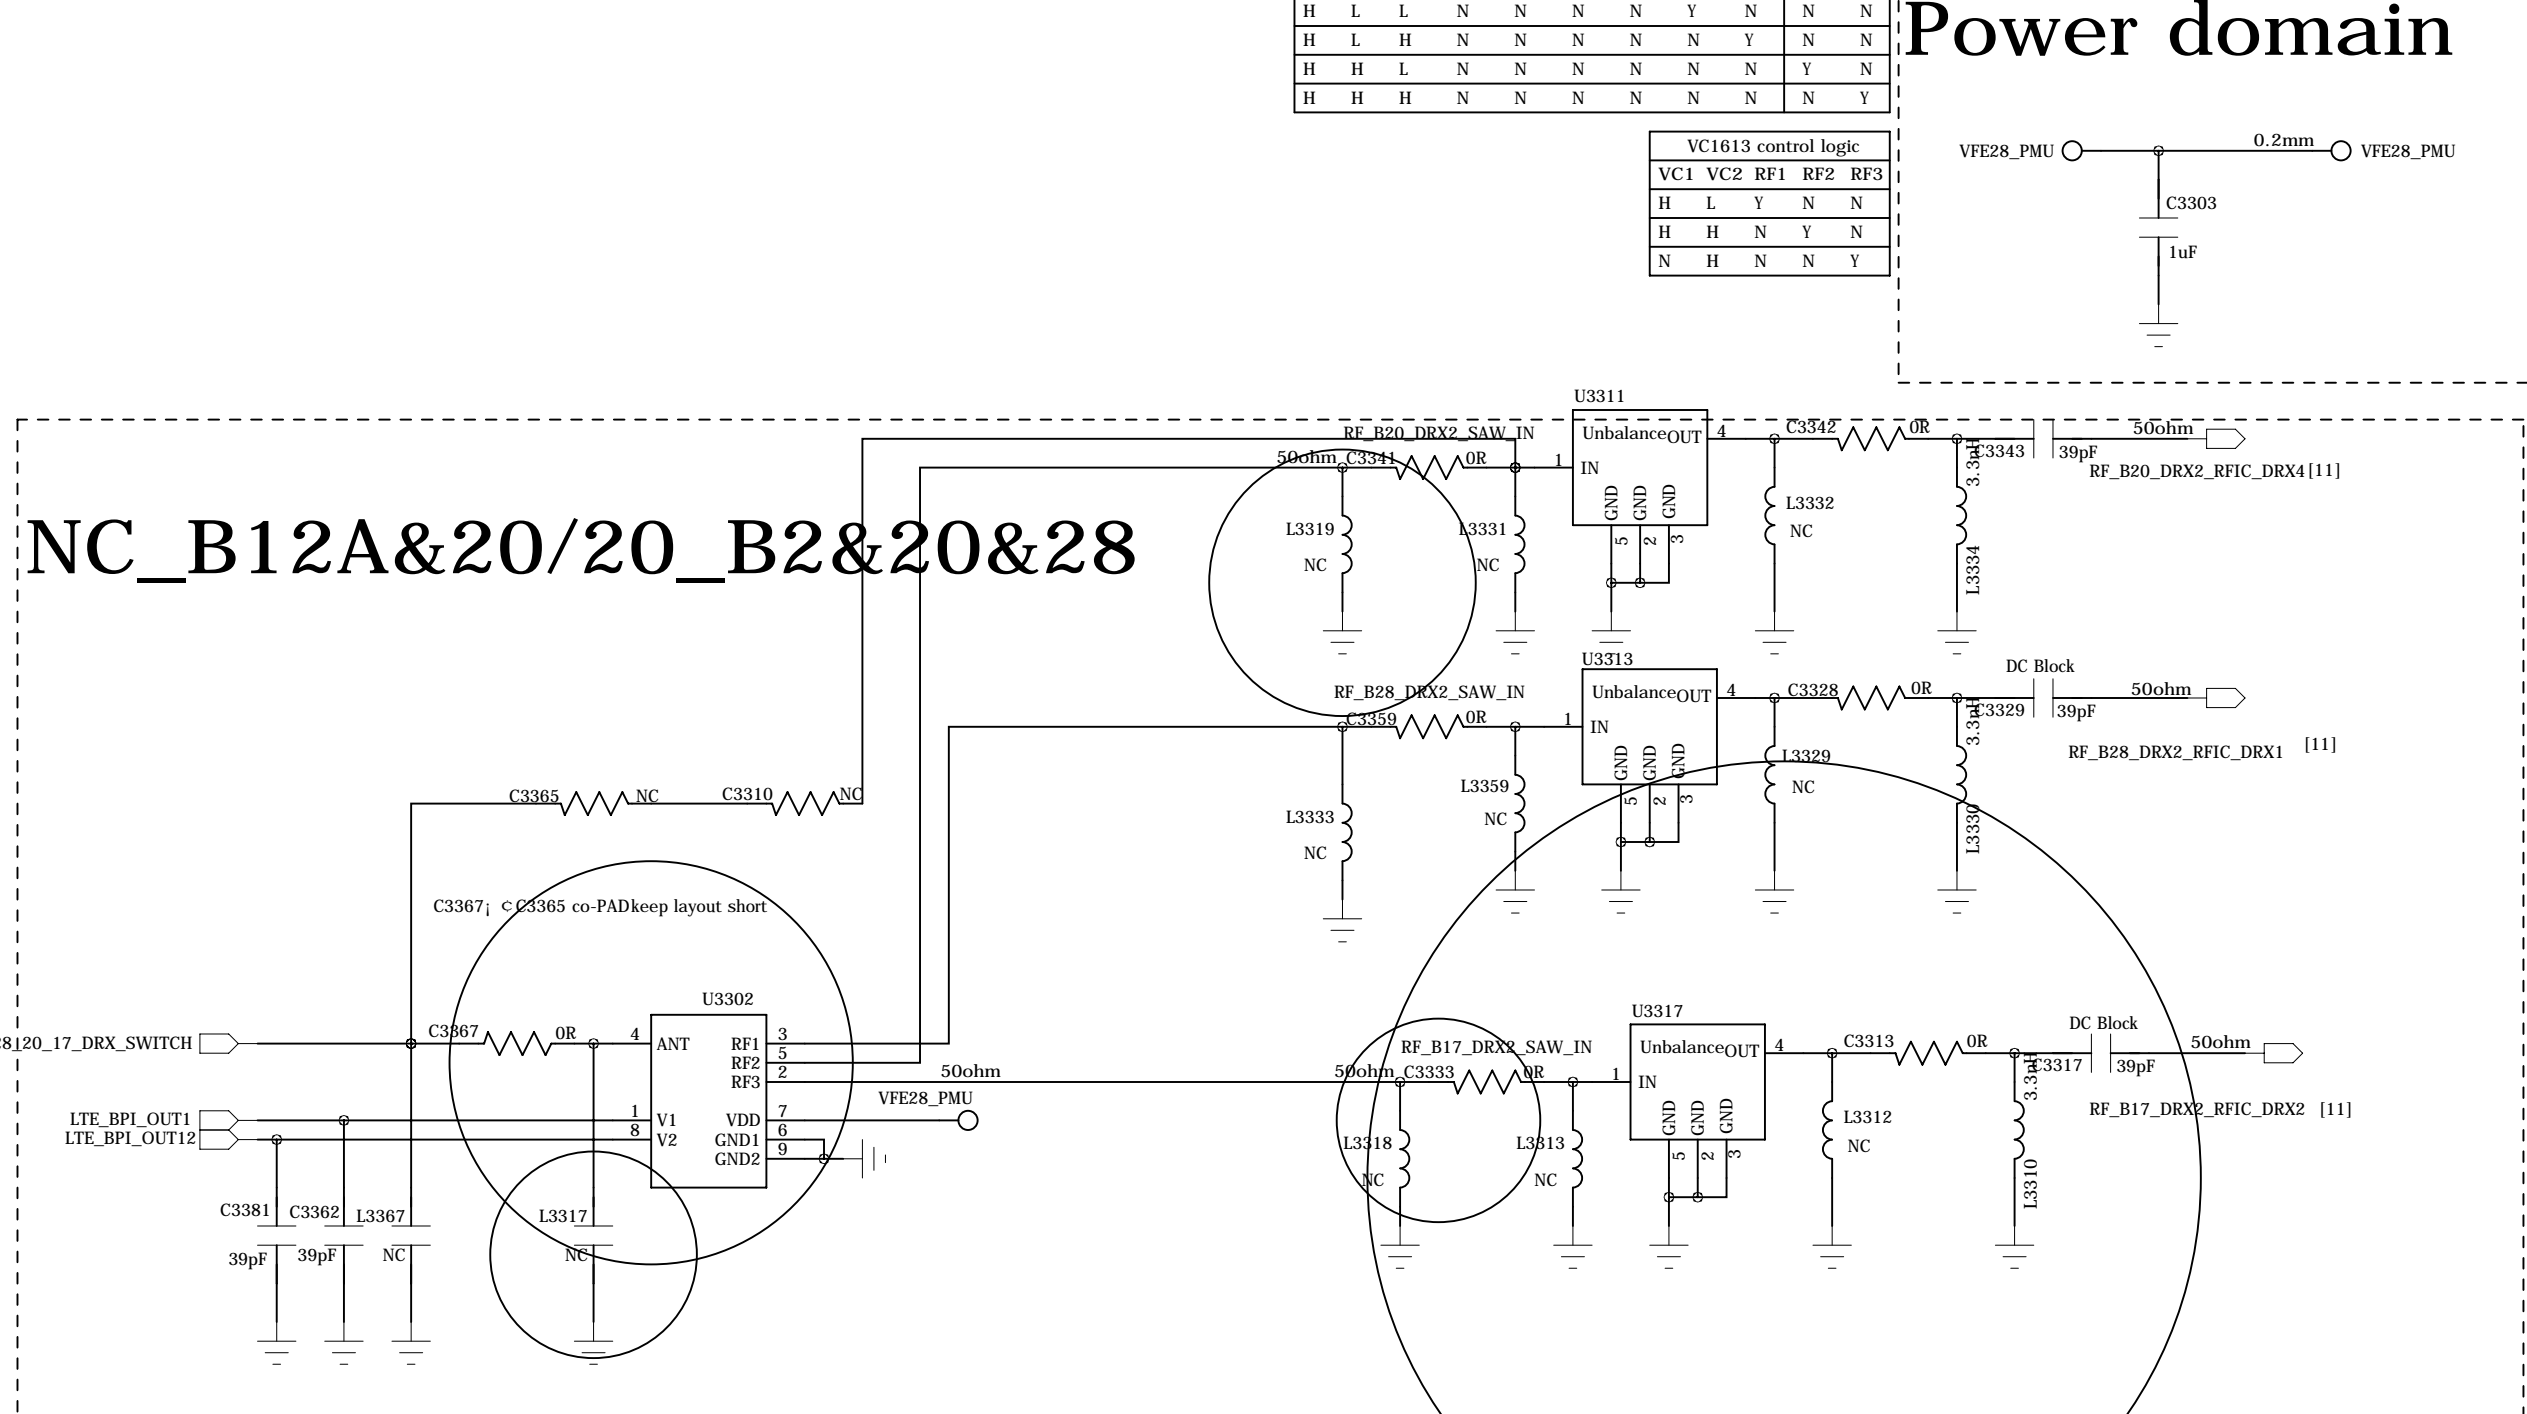 H L L N N N N Y N N N
H L H N N N N N Y N N
H H L N N N N N N Y N
H H H N N N N N N N Y
Power domain
VC1613 control logic
VC1 VC2 RF1 RF2 RF3
H L Y N N
H H N Y N
N H N N Y
VFE28_PMU
0.2mm
VFE28_PMU
C3303
1uF
NC_B12A&20/20_B2&20&28
RF_B20_DRX2_SAW_IN
50ohm
C3341
0R
1
U3311
Unbalance
OUT
IN
GND
GND
GND
5
2
3
4
C3342
0R
C3343
39pF
50ohm
RF_B20_DRX2_RFIC_DRX4[11]
L3319
NC
L3331
NC
L3332
NC
3.3nH
L3334
RF_B28_DRX2_SAW_IN
C3359
0R
1
U3313
Unbalance
OUT
IN
GND
GND
GND
5
2
3
4
C3328
0R
DC Block
C3329
39pF
50ohm
RF_B28_DRX2_RFIC_DRX1
[11]
L3333
NC
L3359
NC
L3329
NC
3.3nH
L3330
C3365
NC
C3310
NC
C3367¡ ¢C3365 co-PADkeep layout short
U3302
8_20_17_DRX_SWITCH
C3367
0R
4
ANT
RF1
3
RF2
5
RF3
2
LTE_BPI_OUT1
1
V1
VDD
7
LTE_BPI_OUT12
8
V2
GND1
6
GND2
9
50ohm
VFE28_PMU
C3381
39pF
C3362
39pF
L3367
NC
L3317
NC
RF_B17_DRX2_SAW_IN
50ohm
C3333
0R
1
U3317
Unbalance
OUT
IN
GND
GND
GND
5
2
3
4
C3313
0R
DC Block
C3317
39pF
50ohm
RF_B17_DRX2_RFIC_DRX2
[11]
L3318
NC
L3313
NC
L3312
NC
3.3nH
L3310